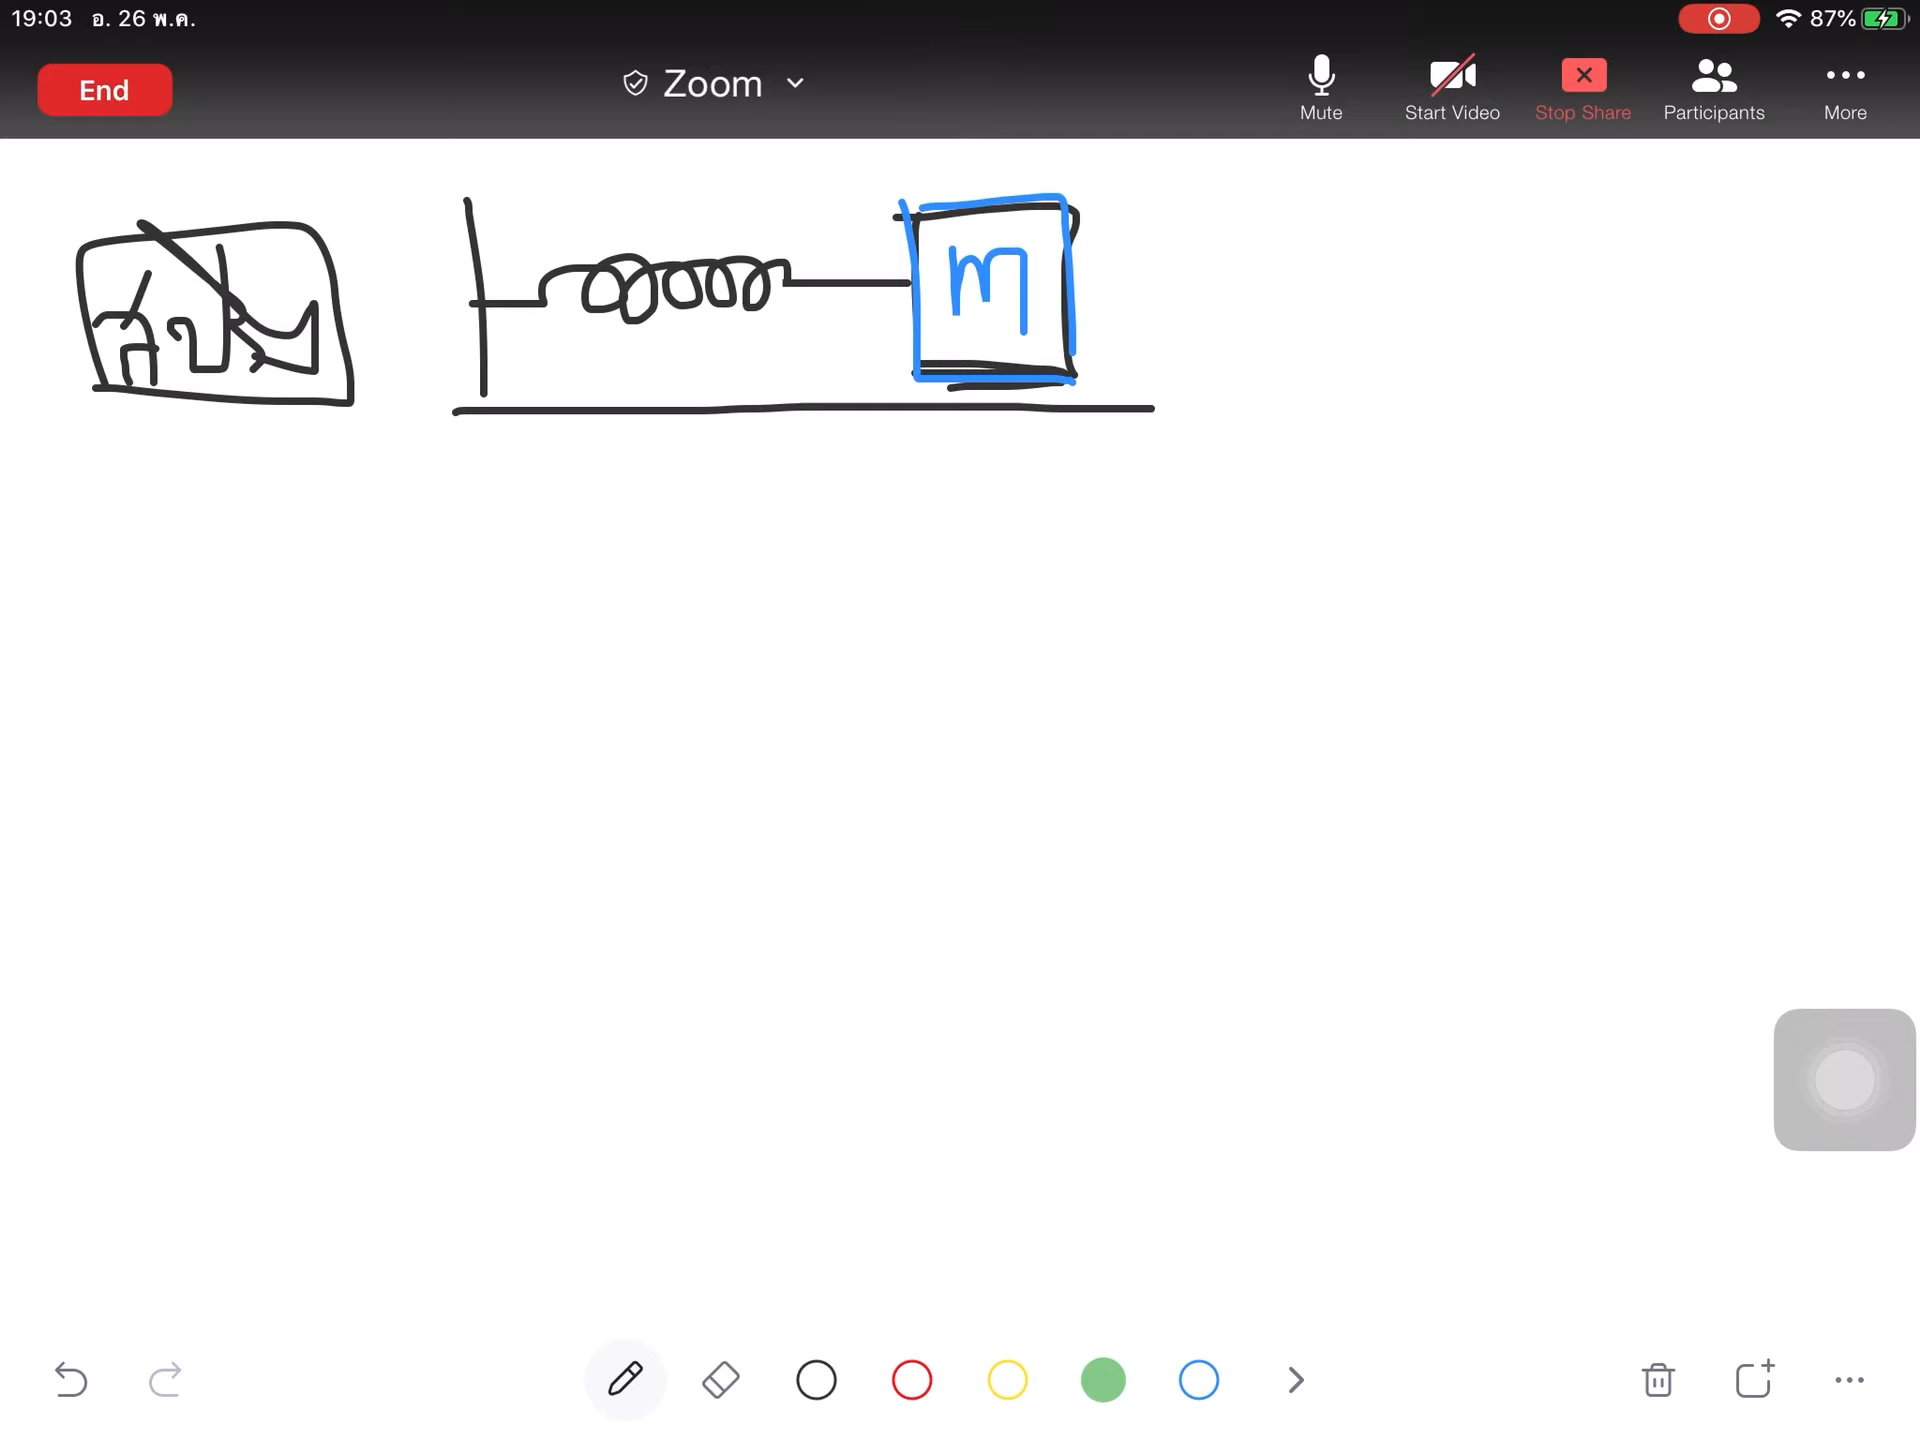 19:03 อ. 26 พ.ค. 87%
End Zoom Mute Start Video Stop Share Participants More
m